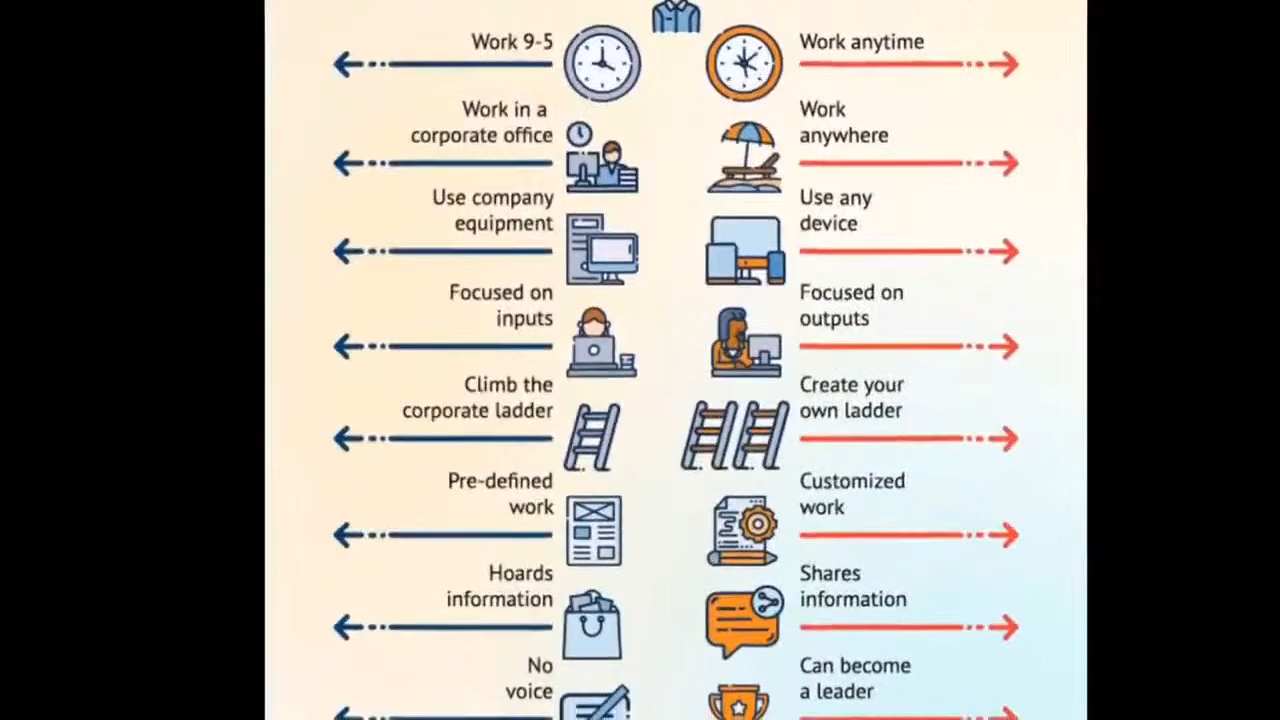 Work 9-5
Work anytime
Work in a
corporate office
Work
anywhere
Use company
equipment
Use any
device
Focused on
inputs
Focused on
outputs
Climb the
corporate ladder
Create your
own ladder
Pre-defined
work
Customized
work
Hoards
information
Shares
information
No
voice
Can become
a leader